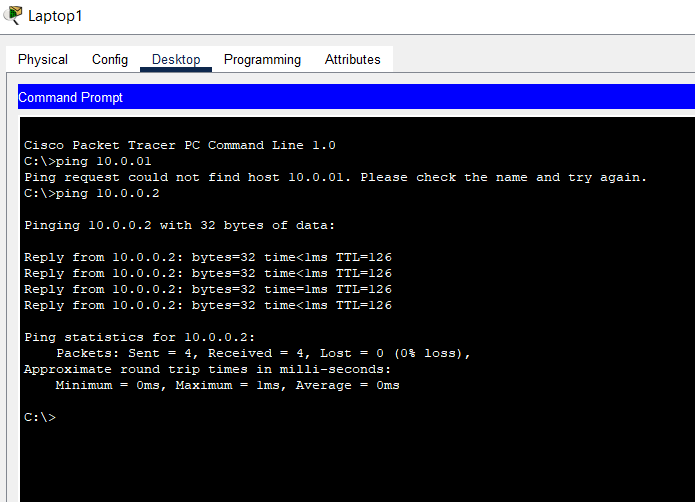 Laptop1
Physical Config Desktop Programming Attributes
Command Prompt
Cisco Packet Tracer PC Command Line 1.0
C:\>ping 10.0.01
Ping request could not find host 10.0.01. Please check the name and try again.
C:\>ping 10.0.0.2
Pinging 10.0.0.2 with 32 bytes of data:
Reply from 10.0.0.2: bytes=32 time<1ms TTL=126
Reply from 10.0.0.2: bytes=32 time<1ms TTL=126
Reply from 10.0.0.2: bytes=32 time=1ms TTL=126
Reply from 10.0.0.2: bytes=32 time<1ms TTL=126
Ping statistics for 10.0.0.2:
Packets: Sent = 4, Received = 4, Lost = 0 (0% loss),
Approximate round trip times in milli-seconds:
Minimum = 0ms, Maximum = 1ms, Average = 0ms
C:\>